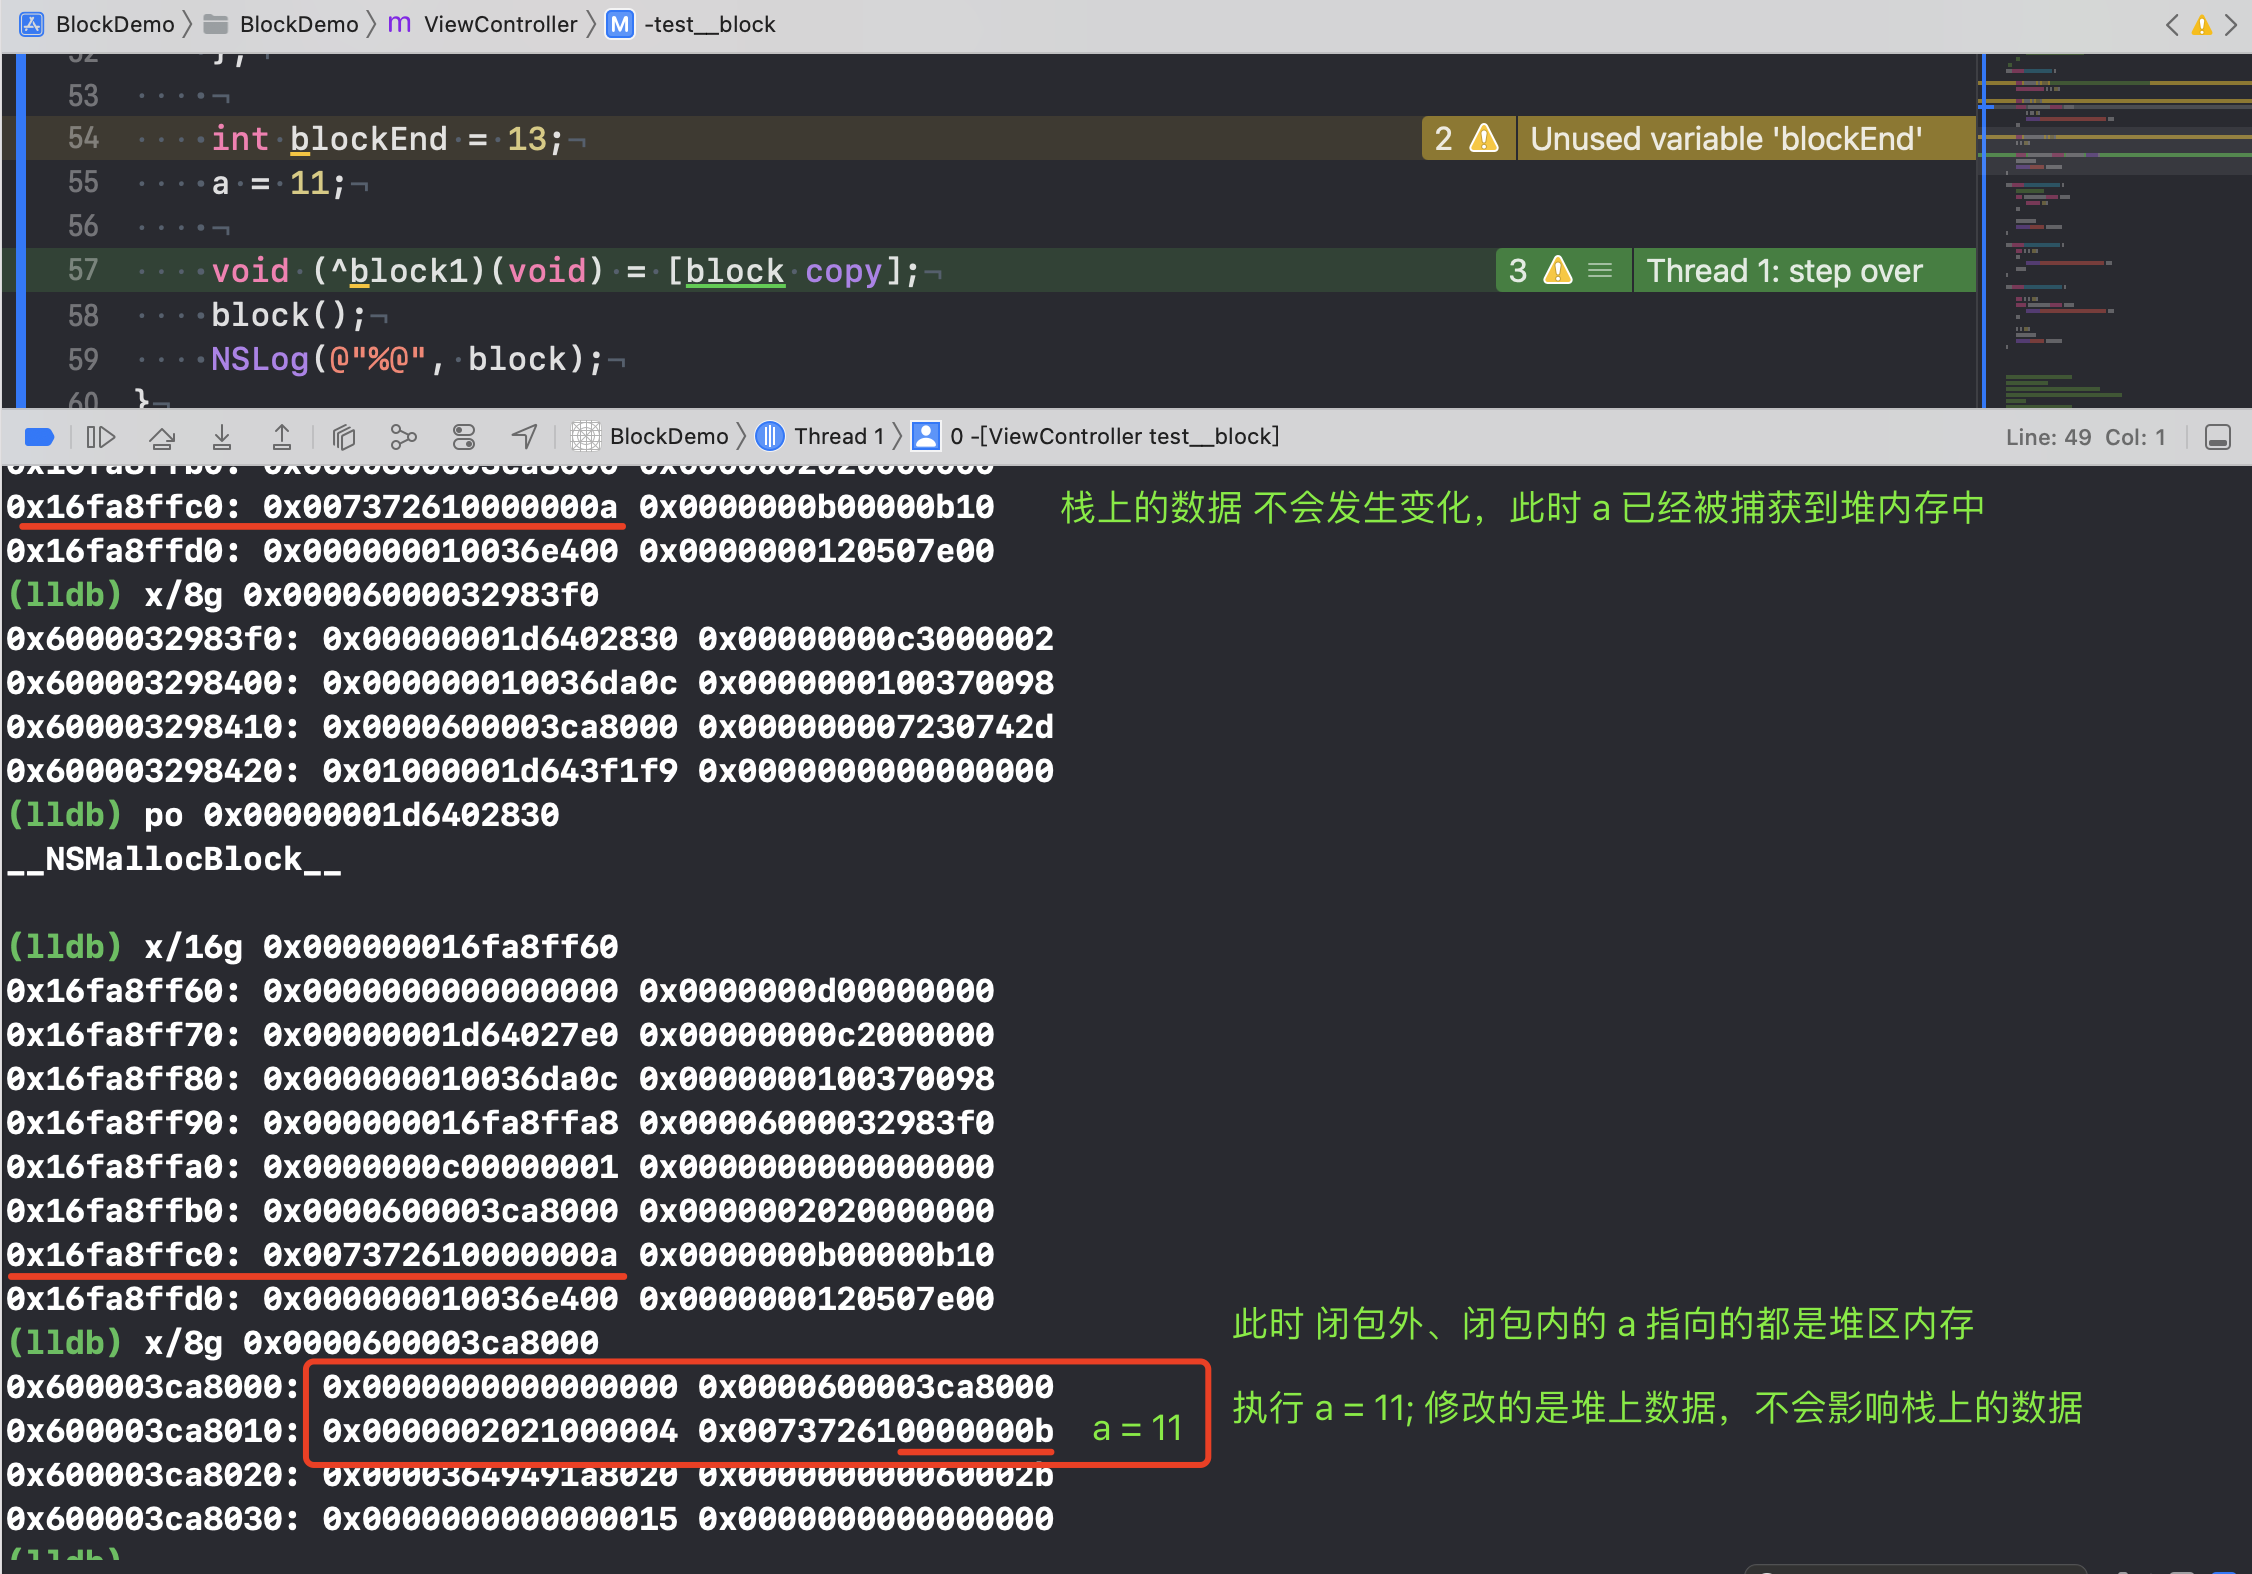 BlockDemo BlockDemo m ViewController M -test__block
52 };
53
54 int blockEnd = 13; 2 Unused variable 'blockEnd'
55 a = 11;
56
57 void (^block1)(void) = [block copy]; 3 Thread 1: step over
58 block();
59 NSLog(@"%@", block);
60 }
BlockDemo Thread 1 0 -[ViewController test__block] Line: 49 Col: 1
0x16fa8ffb0: 0x0000600003ca8000 0x0000002020000000
0x16fa8ffc0: 0x007372610000000a 0x0000000b00000b10 栈上的数据 不会发生变化，此时 a 已经被捕获到堆内存中
0x16fa8ffd0: 0x000000010036e400 0x0000000120507e00
(lldb) x/8g 0x00006000032983f0
0x6000032983f0: 0x00000001d6402830 0x00000000c3000002
0x600003298400: 0x000000010036da0c 0x0000000100370098
0x600003298410: 0x0000600003ca8000 0x000000007230742d
0x600003298420: 0x01000001d643f1f9 0x0000000000000000
(lldb) po 0x00000001d6402830
__NSMallocBlock__
(lldb) x/16g 0x000000016fa8ff60
0x16fa8ff60: 0x0000000000000000 0x0000000d00000000
0x16fa8ff70: 0x00000001d64027e0 0x00000000c2000000
0x16fa8ff80: 0x000000010036da0c 0x0000000100370098
0x16fa8ff90: 0x000000016fa8ffa8 0x00006000032983f0
0x16fa8ffa0: 0x0000000c00000001 0x0000000000000000
0x16fa8ffb0: 0x0000600003ca8000 0x0000002020000000
0x16fa8ffc0: 0x007372610000000a 0x0000000b00000b10
0x16fa8ffd0: 0x000000010036e400 0x0000000120507e00
此时 闭包外、闭包内的 a 指向的都是堆区内存
(lldb) x/8g 0x0000600003ca8000
0x600003ca8000: 0x0000000000000000 0x0000600003ca8000
执行 a = 11; 修改的是堆上数据，不会影响栈上的数据
0x600003ca8010: 0x0000002021000004 0x007372610000000b a = 11
0x600003ca8020: 0x00003649491a8020 0x000000000060002b
0x600003ca8030: 0x0000000000000015 0x0000000000000000
(lldb)